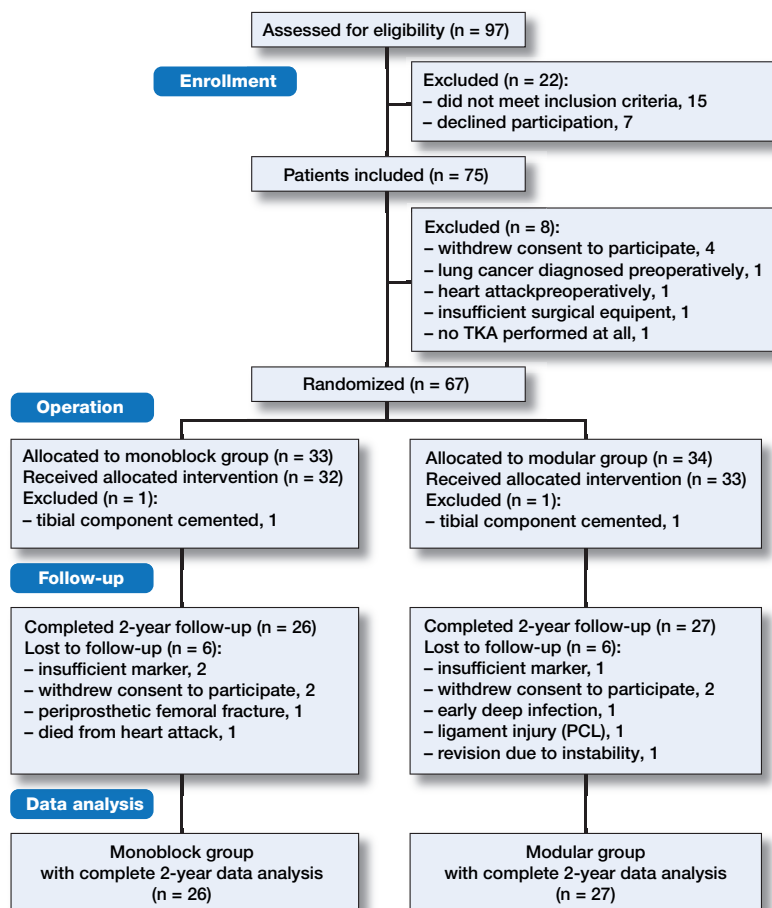 Assessed for eligibility (n = 97)
Enrollment
Excluded (n = 22):
– did not meet inclusion criteria, 15
– declined participation, 7
Patients included (n = 75)
Excluded (n = 8):
– withdrew consent to participate, 4
– lung cancer diagnosed preoperatively, 1
– heart attackpreoperatively, 1
– insufficient surgical equipent, 1
– no TKA performed at all, 1
Randomized (n = 67)
Operation
Allocated to monoblock group (n = 33)
Received allocated intervention (n = 32)
Excluded (n = 1):
– tibial component cemented, 1
Allocated to modular group (n = 34)
Received allocated intervention (n = 33)
Excluded (n = 1):
– tibial component cemented, 1
Follow-up
Completed 2-year follow-up (n = 26)
Lost to follow-up (n = 6):
– insufficient marker, 2
– withdrew consent to participate, 2
– periprosthetic femoral fracture, 1
– died from heart attack, 1
Completed 2-year follow-up (n = 27)
Lost to follow-up (n = 6):
– insufficient marker, 1
– withdrew consent to participate, 2
– early deep infection, 1
– ligament injury (PCL), 1
– revision due to instability, 1
Data analysis
Monoblock group
with complete 2-year data analysis
(n = 26)
Modular group
with complete 2-year data analysis
(n = 27)